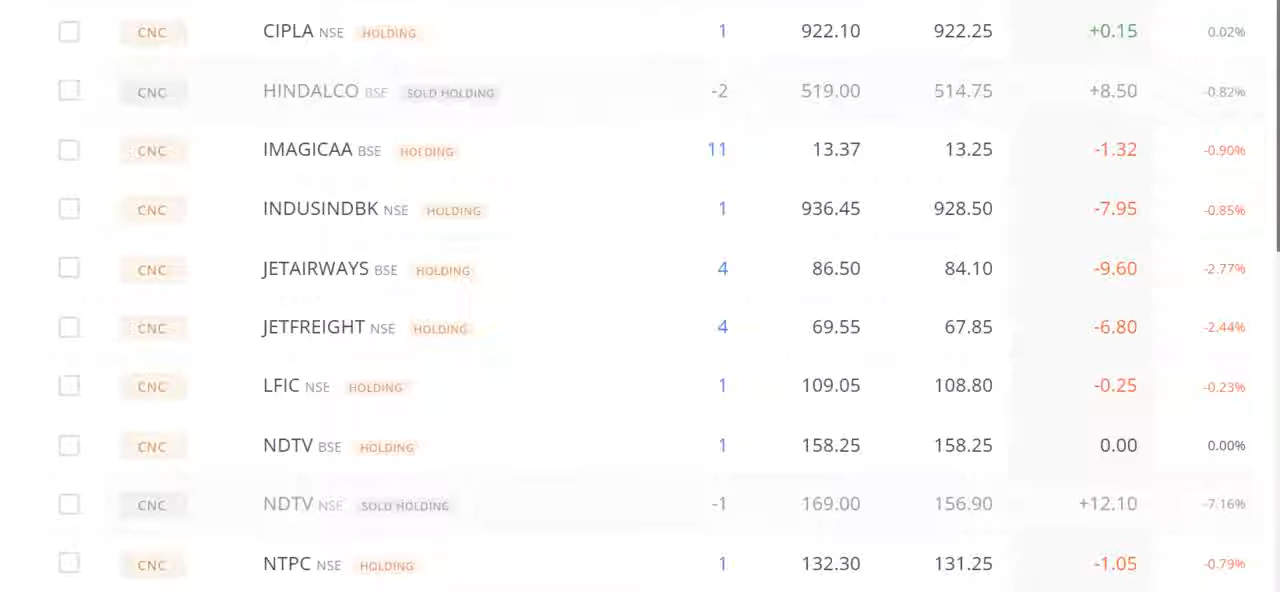 CNC CIPLA NSE HOLDING 1 922.10 922.25 +0.15 0.02%
CNC HINDALCO BSE SOLD HOLDING -2 519.00 514.75 +8.50 -0.82%
CNC IMAGICAA BSE HOLDING 11 13.37 13.25 -1.32 -0.90%
CNC INDUSINDBK NSE HOLDING 1 936.45 928.50 -7.95 -0.85%
CNC JETAIRWAYS BSE HOLDING 4 86.50 84.10 -9.60 -2.77%
CNC JETFREIGHT NSE HOLDING 4 69.55 67.85 -6.80 -2.44%
CNC LFIC NSE HOLDING 1 109.05 108.80 -0.25 -0.23%
CNC NDTV BSE HOLDING 1 158.25 158.25 0.00 0.00%
CNC NDTV NSE SOLD HOLDING -1 169.00 156.90 +12.10 -7.16%
CNC NTPC NSE HOLDING 1 132.30 131.25 -1.05 -0.79%